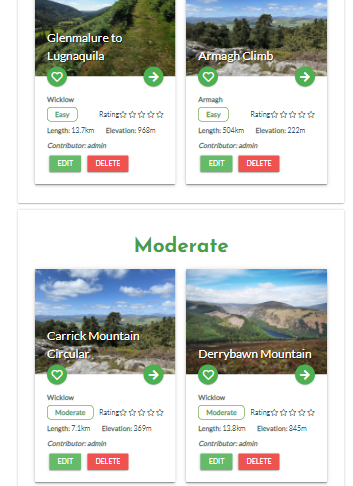 Glenmalure to
Lugnaquila
Armagh Climb
Wicklow
Easy
Rating
Length: 13.7km Elevation: 968m
Contributor: admin
EDIT DELETE
Armagh
Easy
Rating
Length: 504km Elevation: 222m
Contributor: admin
EDIT DELETE
Moderate
Carrick Mountain
Circular
Wicklow
Moderate
Rating
Length: 7.1km Elevation: 369m
Contributor: admin
EDIT DELETE
Derrybawn Mountain
Wicklow
Moderate
Rating
Length: 13.8km Elevation: 845m
Contributor: admin
EDIT DELETE